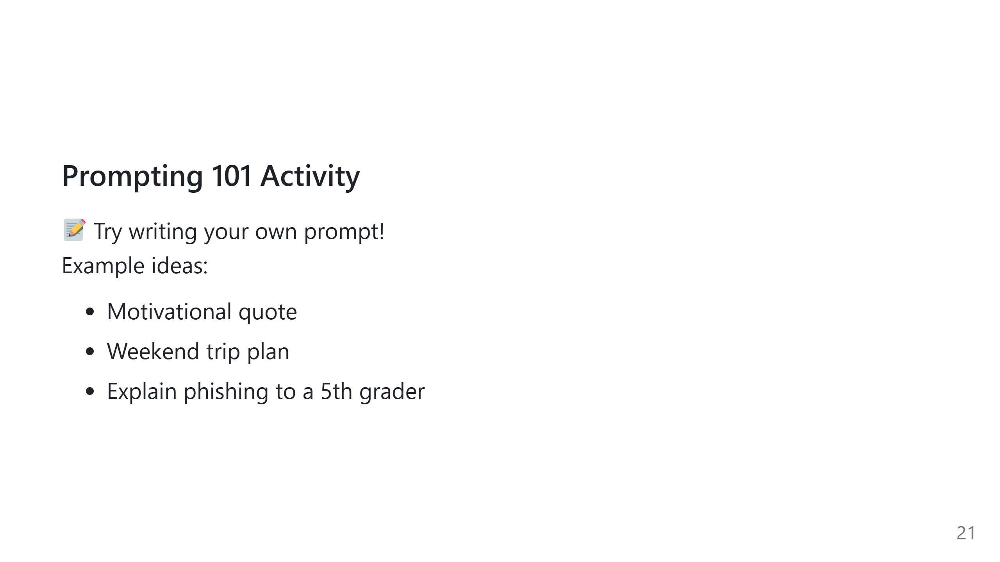 Prompting 101 Activity
📝 Try writing your own prompt!
Example ideas:
• Motivational quote
• Weekend trip plan
• Explain phishing to a 5th grader
21